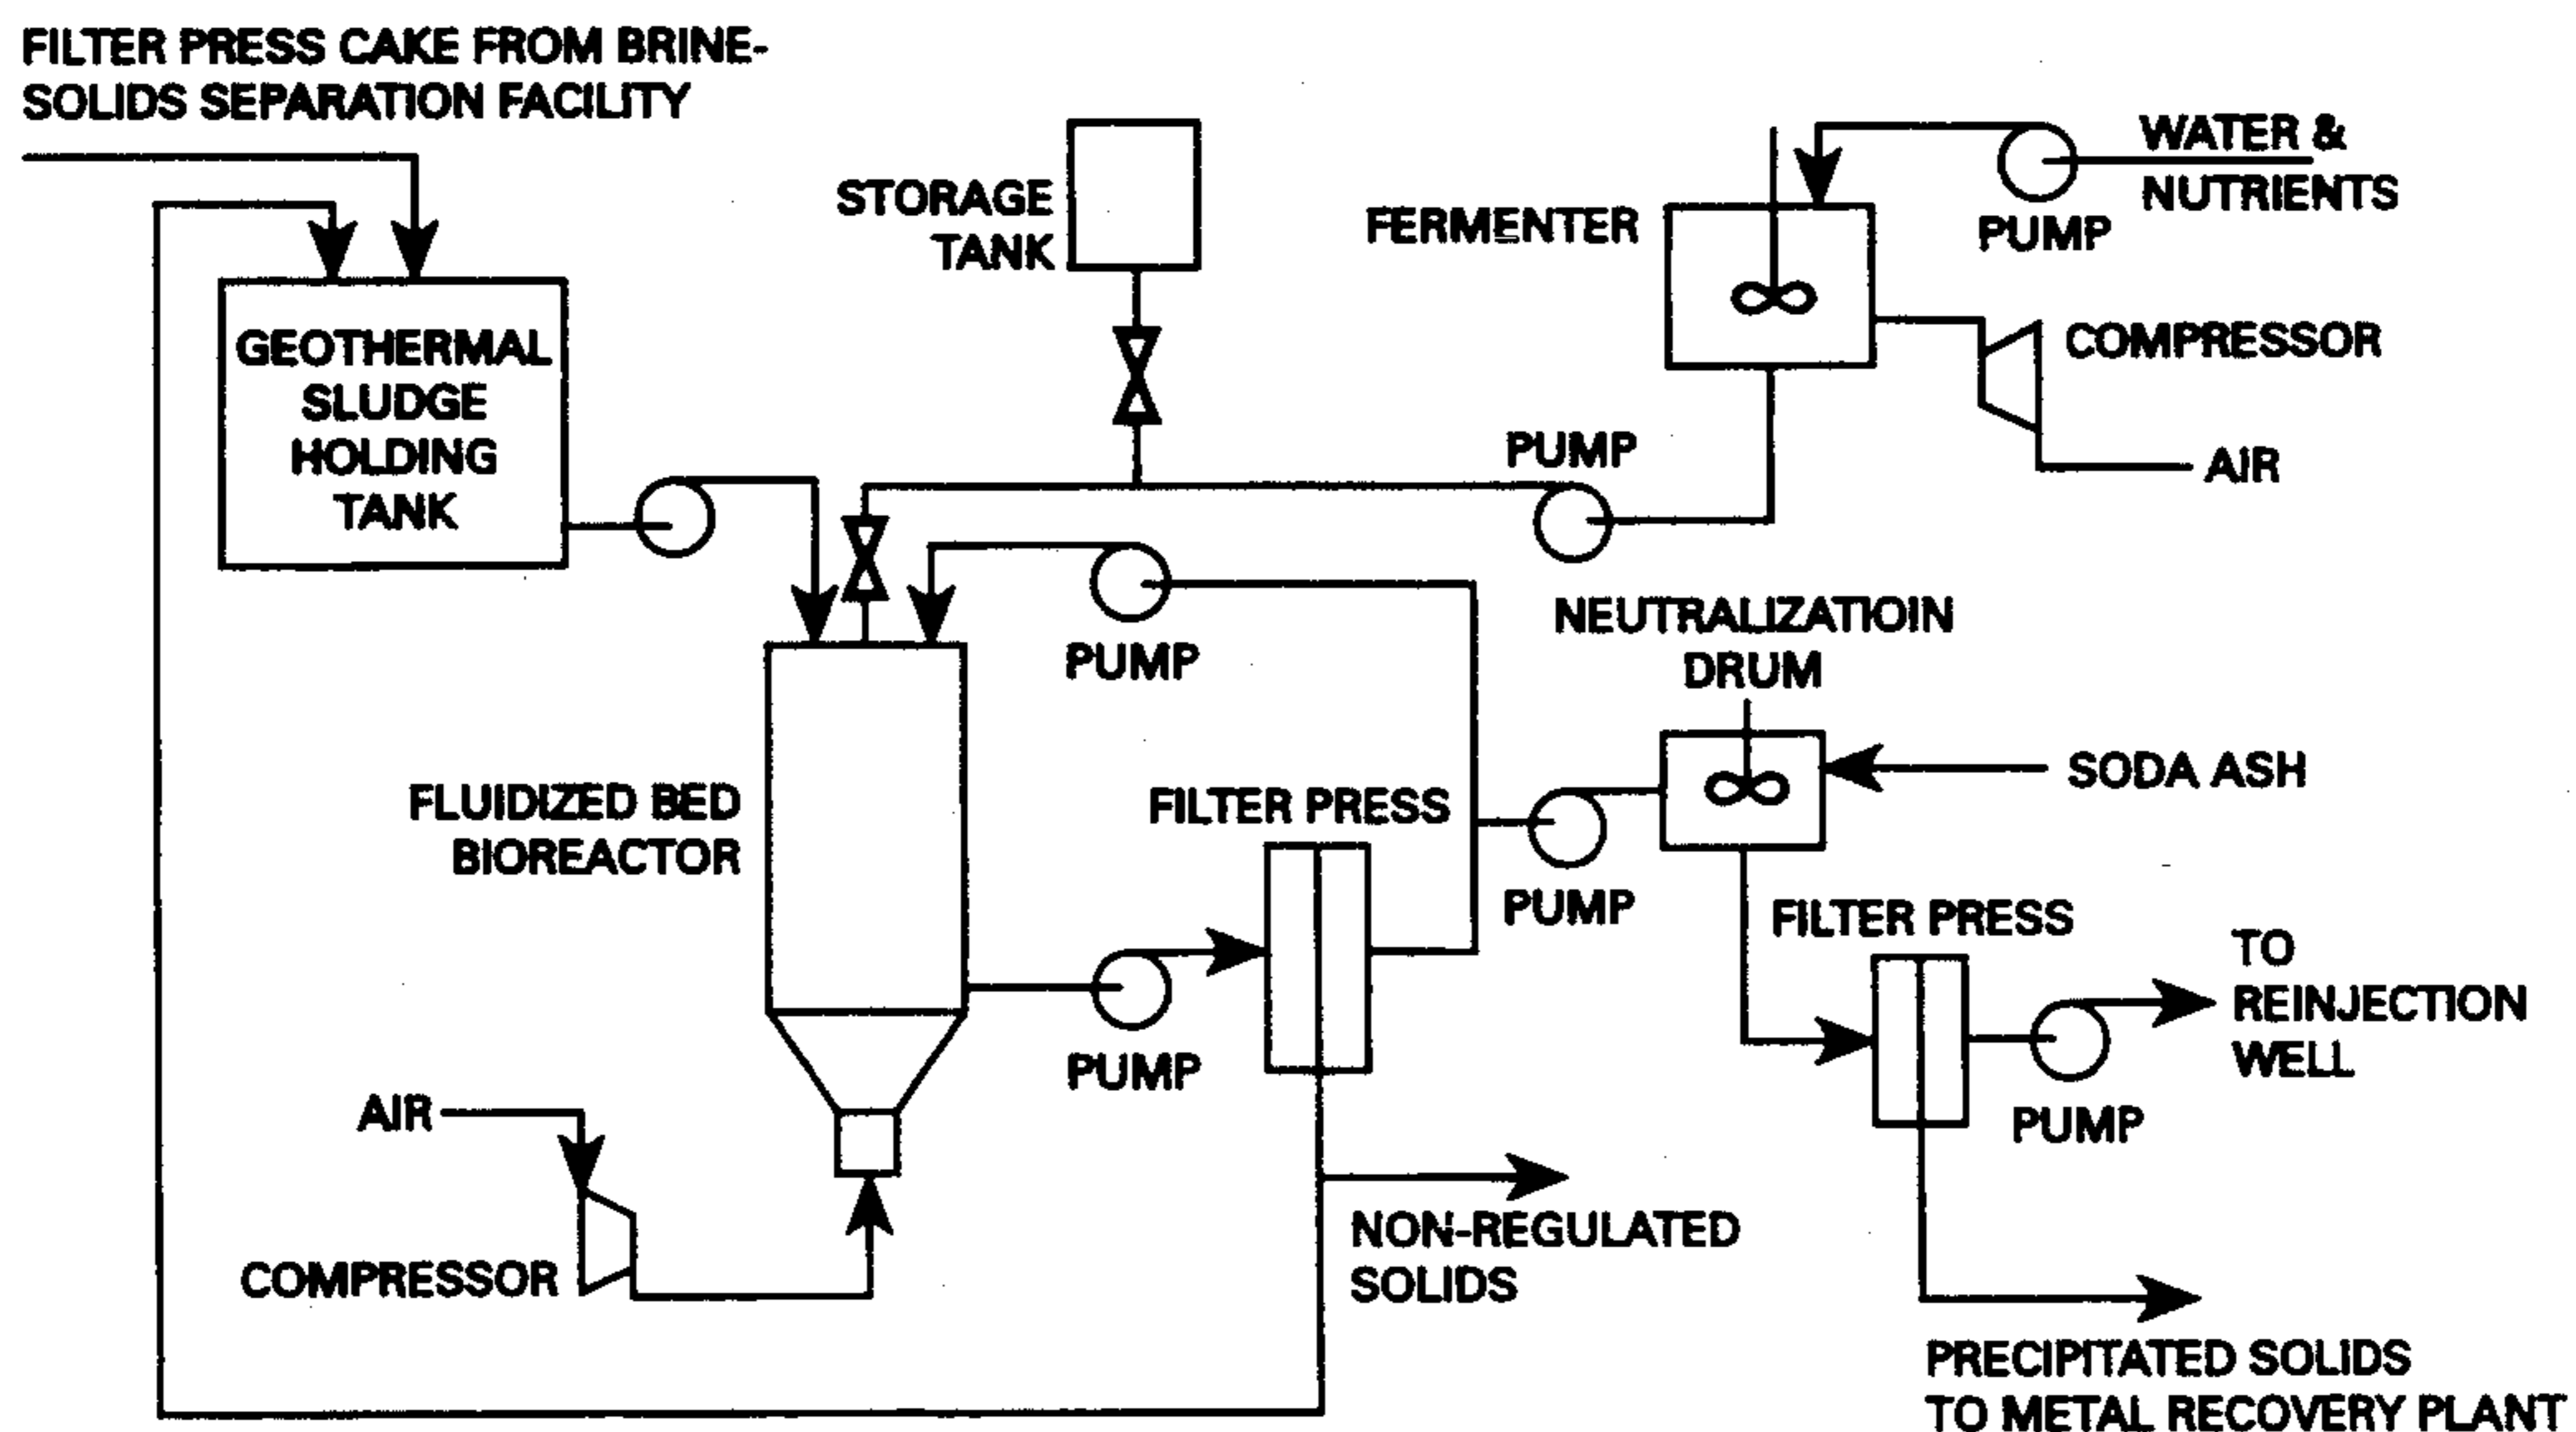 FILTER PRESS CAKE FROM BRINE-
SOLIDS SEPARATION FACILITY
STORAGE
TANK
FERMENTER
WATER &
NUTRIENTS
PUMP
GEOTHERMAL
SLUDGE
HOLDING
TANK
COMPRESSOR
AIR
PUMP
PUMP
NEUTRALIZATIOIN
DRUM
SODA ASH
FLUIDIZED BED
BIOREACTOR
FILTER PRESS
PUMP
FILTER PRESS
TO
REINJECTION
WELL
PUMP
PUMP
AIR
COMPRESSOR
NON-REGULATED
SOLIDS
PRECIPITATED SOLIDS
TO METAL RECOVERY PLANT